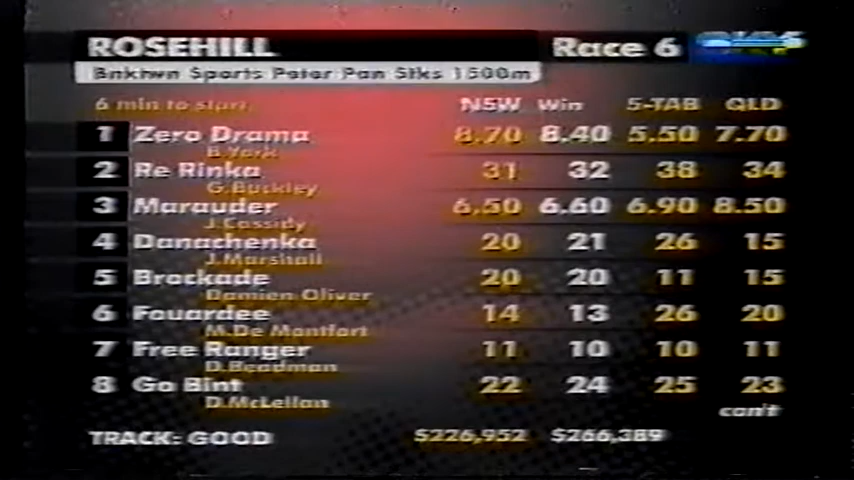 ROSEHILL Race 6
Bnktwn Sports Peter Pan Stks 1500m
6 min to start NSW Win S-TAB QLD
1 Zero Drama 8.70 8.40 5.50 7.70
B.York
2 Re Rinka 31 32 38 34
G.Buckley
3 Marauder 6.50 6.60 6.90 8.50
J.Cassidy
4 Danachenka 20 21 26 15
J.Marshall
5 Brockade 20 20 11 15
Damien Oliver
6 Fouardee 14 13 26 20
M.De Montfort
7 Free Ranger 11 10 10 11
D.Beadman
8 Go Bint 22 24 25 23
D.McLellan
con't
TRACK: GOOD $226,952 $266,389